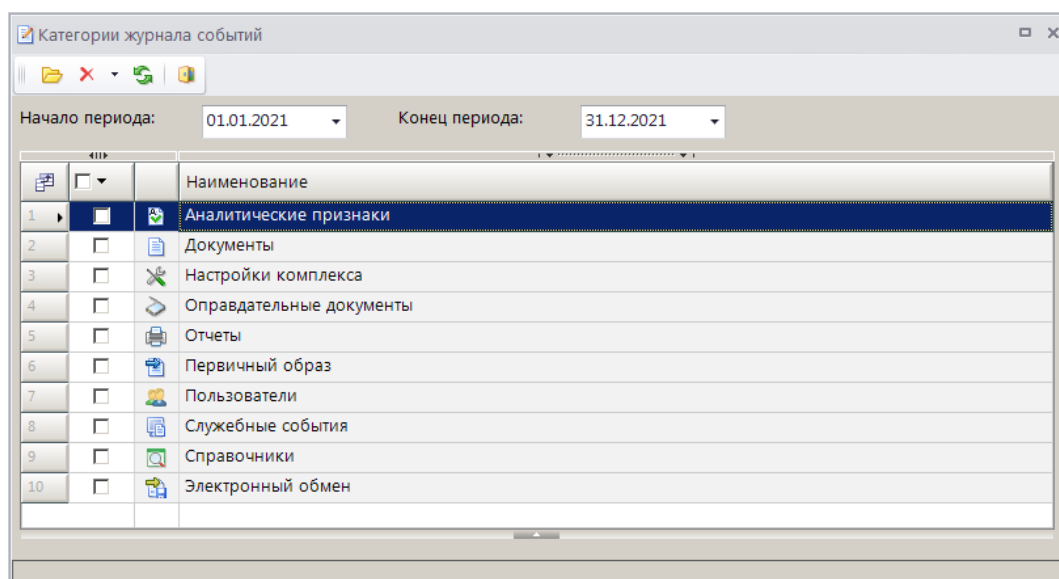 Категории журнала событий
Начало периода: 01.01.2021 Конец периода: 31.12.2021
Наименование
1 Аналитические признаки
2 Документы
3 Настройки комплекса
4 Оправдательные документы
5 Отчеты
6 Первичный образ
7 Пользователи
8 Служебные события
9 Справочники
10 Электронный обмен